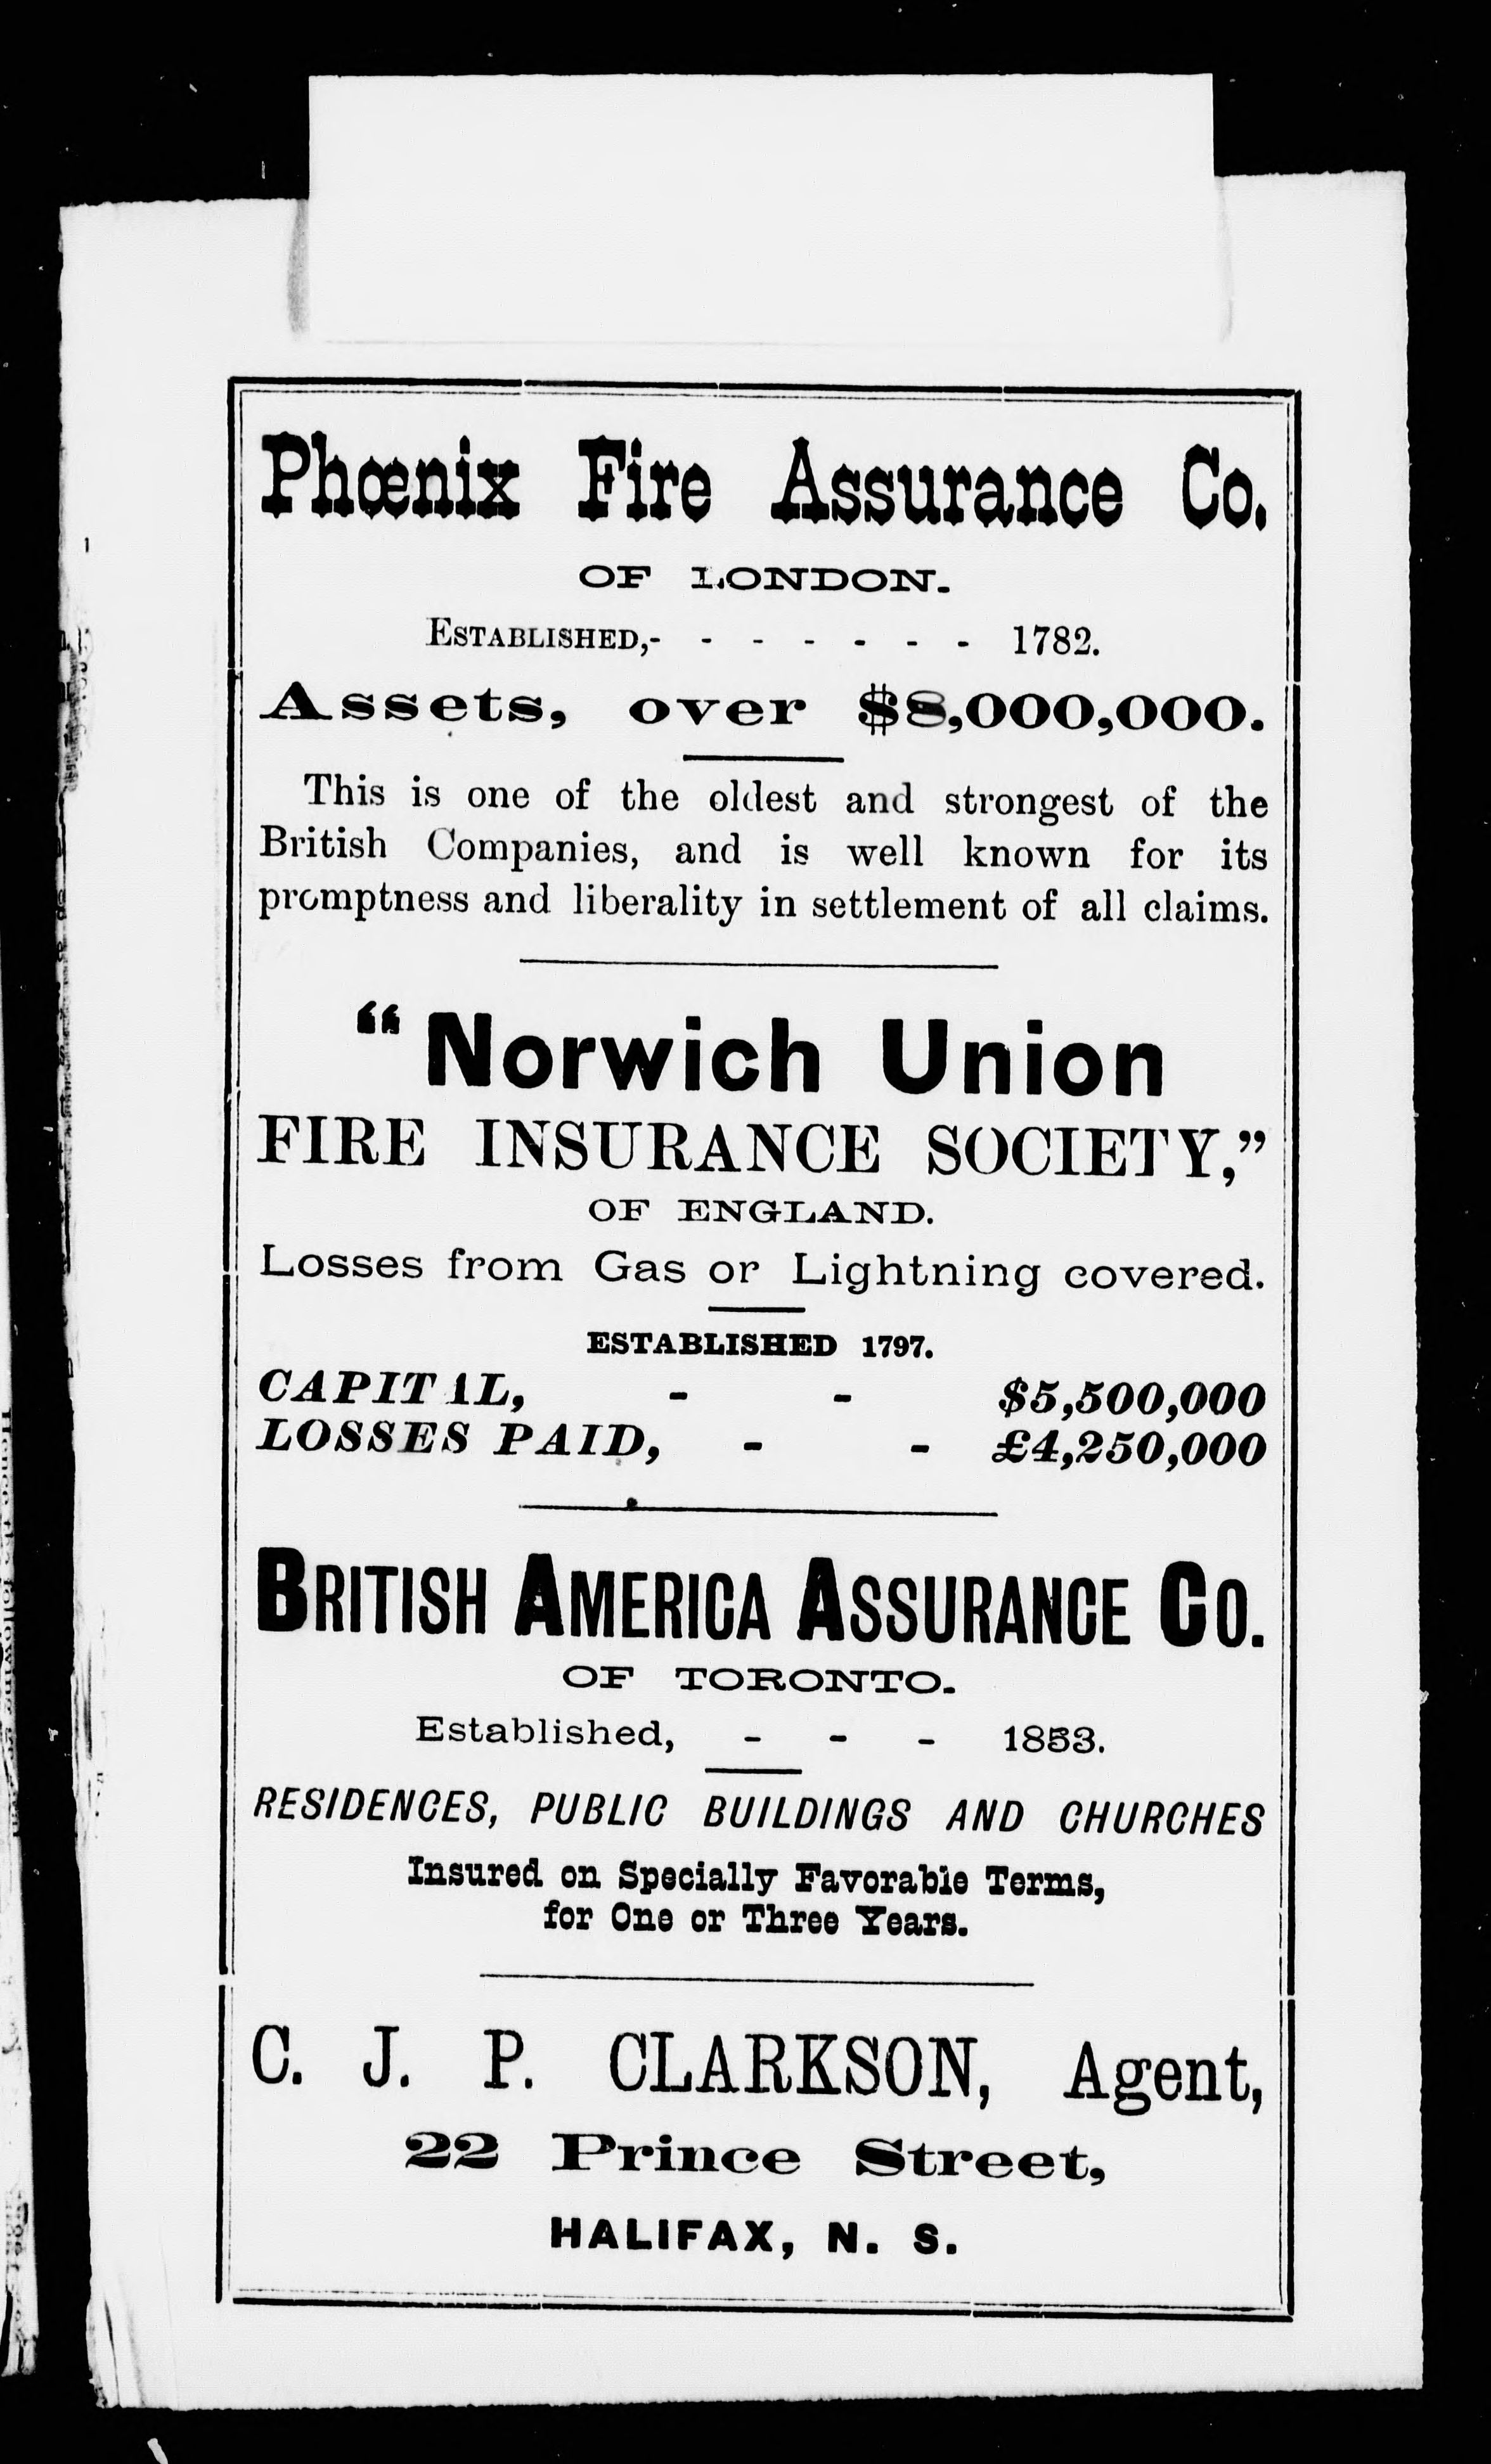 Phœnix Fire Assurance Co.
OF LONDON.
ESTABLISHED,- - - - - - - 1782.
Assets, over $8,000,000.
This is one of the oldest and strongest of the
British Companies, and is well known for its
promptness and liberality in settlement of all claims.
“Norwich Union
FIRE INSURANCE SOCIETY,”
OF ENGLAND.
Losses from Gas or Lightning covered.
ESTABLISHED 1797.
CAPITAL, - - $5,500,000
LOSSES PAID, - - £4,250,000
BRITISH AMERICA ASSURANCE CO.
OF TORONTO.
Established, - - - 1853.
RESIDENCES, PUBLIC BUILDINGS AND CHURCHES
Insured on Specially Favorable Terms,
for One or Three Years.
C. J. P. CLARKSON, Agent,
22 Prince Street,
HALIFAX, N. S.